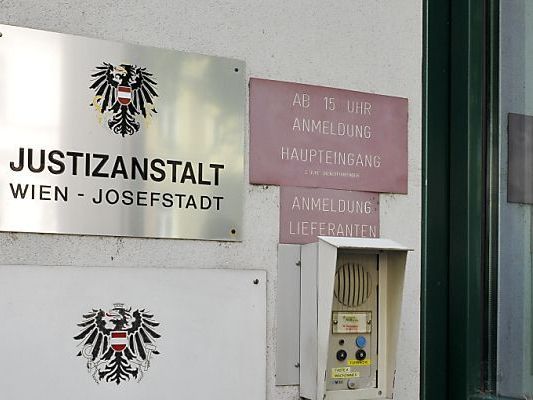 JUSTIZANSTALT
WIEN - JOSEFSTADT
AB 15 UHR
ANMELDUNG
HAUPTEINGANG
ANMELDUNG
LIEFERANTEN